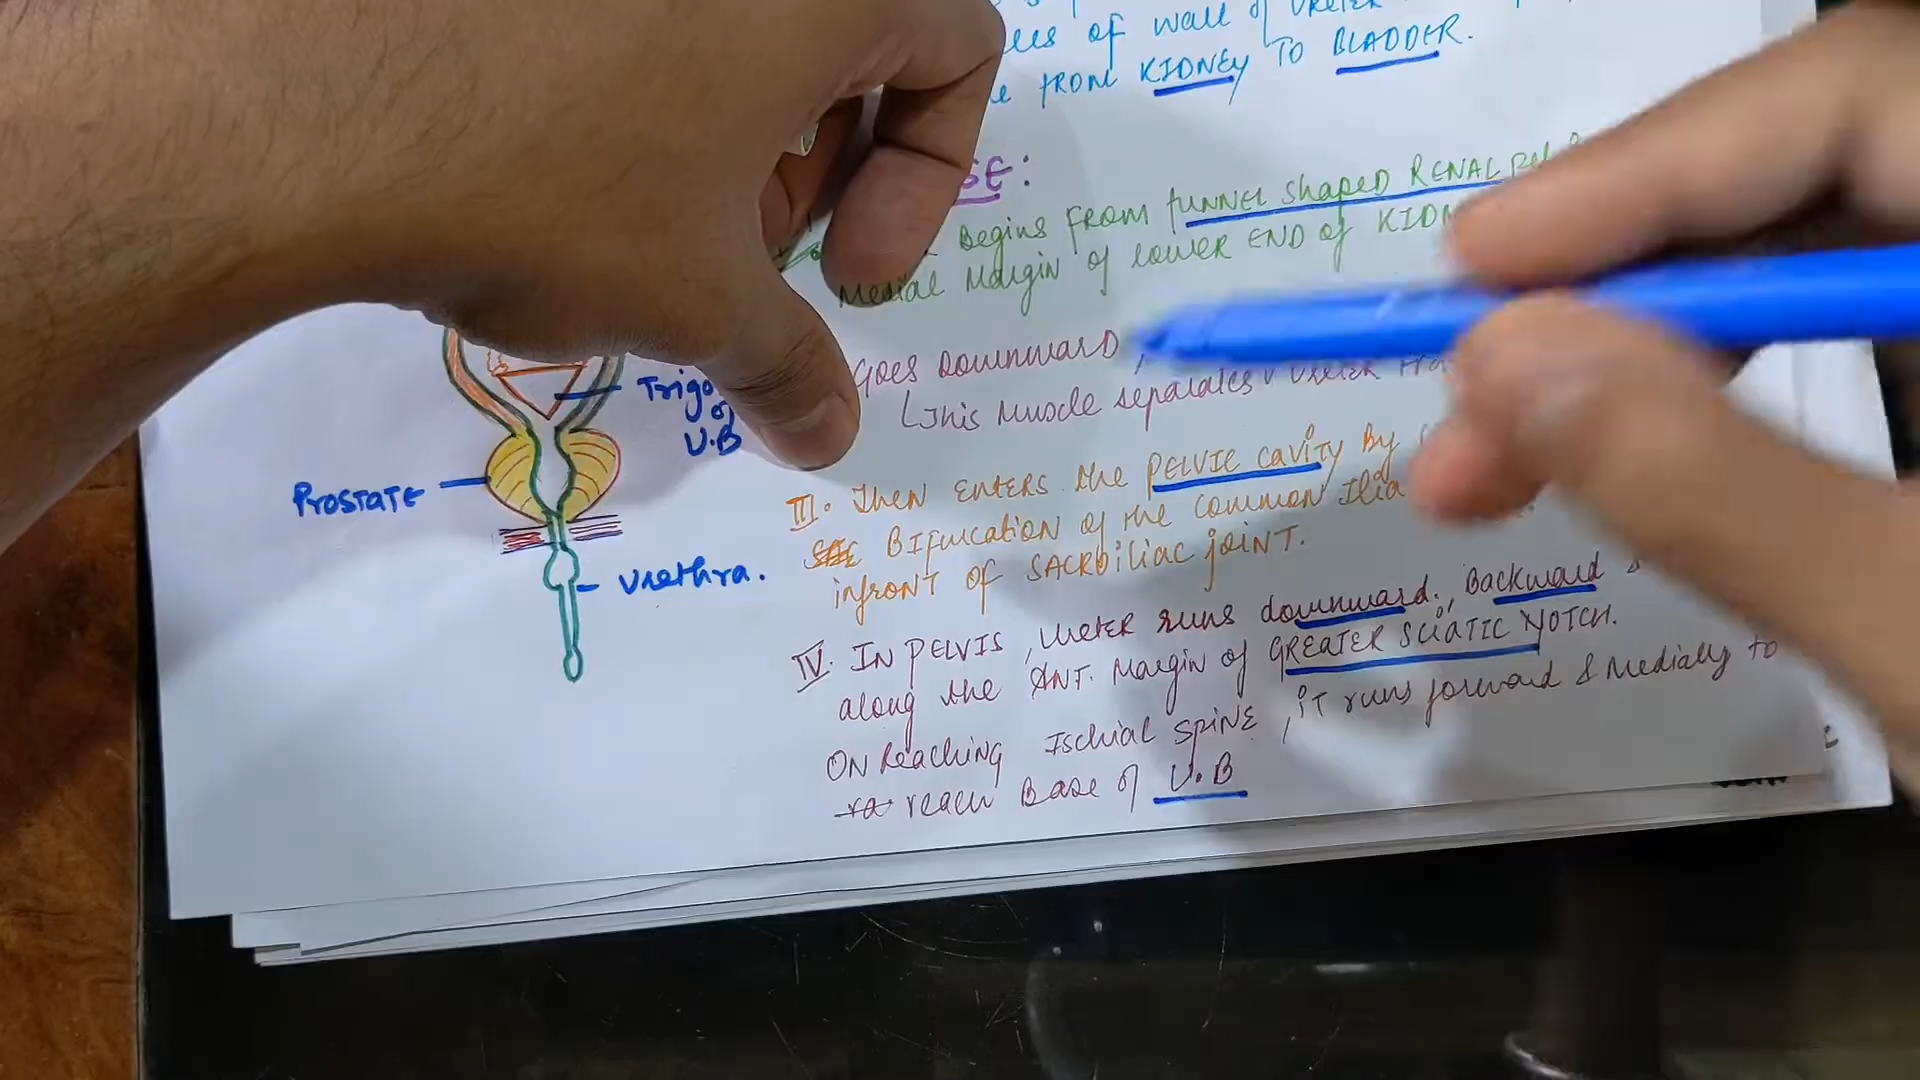 of wall of
FROM KIDNEY TO BLADDER.
Begins from funnel shaped RENAL
Medial Margin of lower END of
Goes Downward,
(This Muscle separates ureter
Trigo
of
U.B
III. Then enters the PELVIC CAVITY By
Bifurcation of the common Ilia
infront of SACROILIAC joint.
Prostate
Urethra.
IV. IN PELVIS, Ureter runs downward., Backward &
along the ANT. Margin of GREATER SCIATIC NOTCH.
ON Reaching Ischial SPINE, it runs forward & Medially to
reach Base of U.B